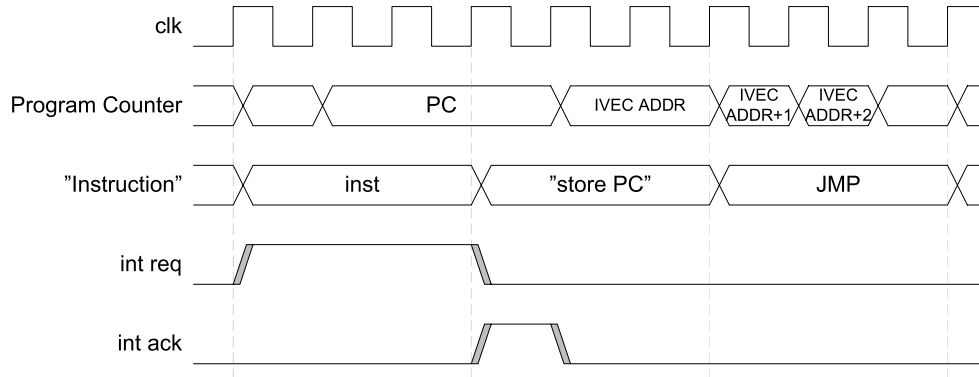 clk
Program Counter
PC
IVEC ADDR
IVEC
ADDR+1
IVEC
ADDR+2
”Instruction”
inst
”store PC”
JMP
int req
int ack